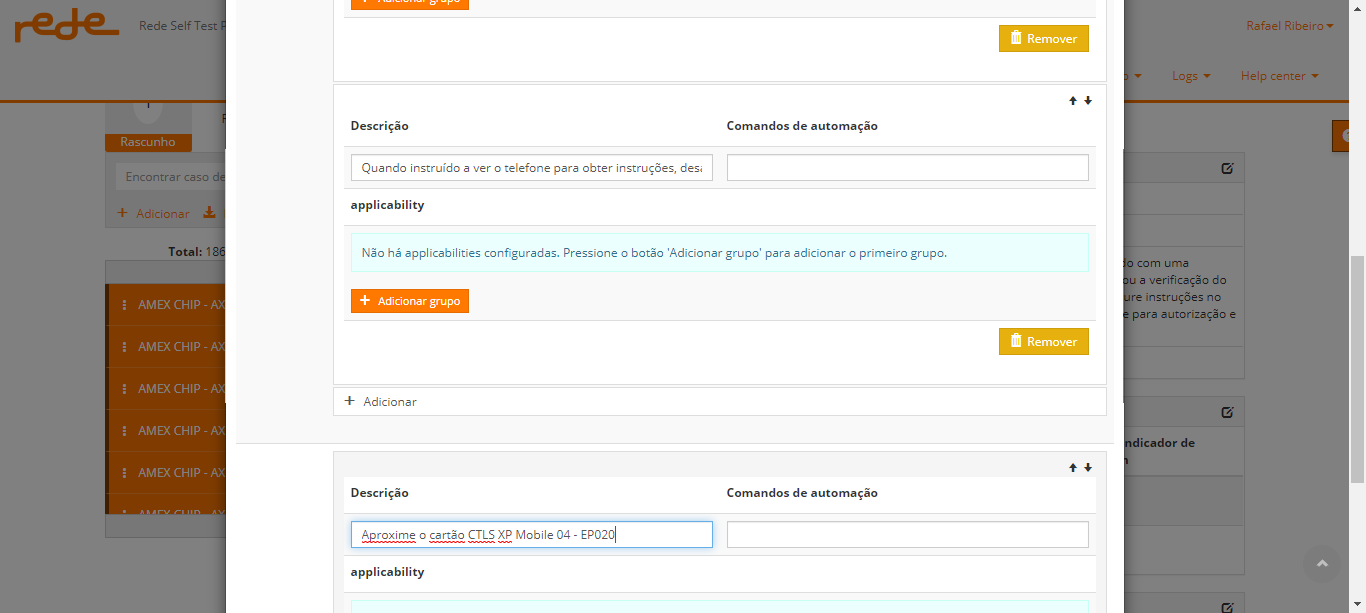 Adicionar grupo
rede
Rede Self Test
Rafael Ribeiro
Remover
Logs
Help center
Descrição
Comandos de automação
Rascunho
Quando instruído a ver o telefone para obter instruções,
Encontrar caso de
applicability
Adicionar
Total: 186
Não há applicabilities configuradas. Pressione o botão 'Adicionar grupo' para adicionar o primeiro grupo.
do com uma
ou a verificação do
ure instruções no
e para autorização e
Adicionar grupo
AMEX CHIP - AX
AMEX CHIP - AX
AMEX CHIP - AX
AMEX CHIP - AX
AMEX CHIP - AX
AMEX CHIP - AX
Remover
Adicionar
ndicador de
Descrição
Comandos de automação
Aproxime o cartão CTLS XP Mobile 04 - EP020
applicability